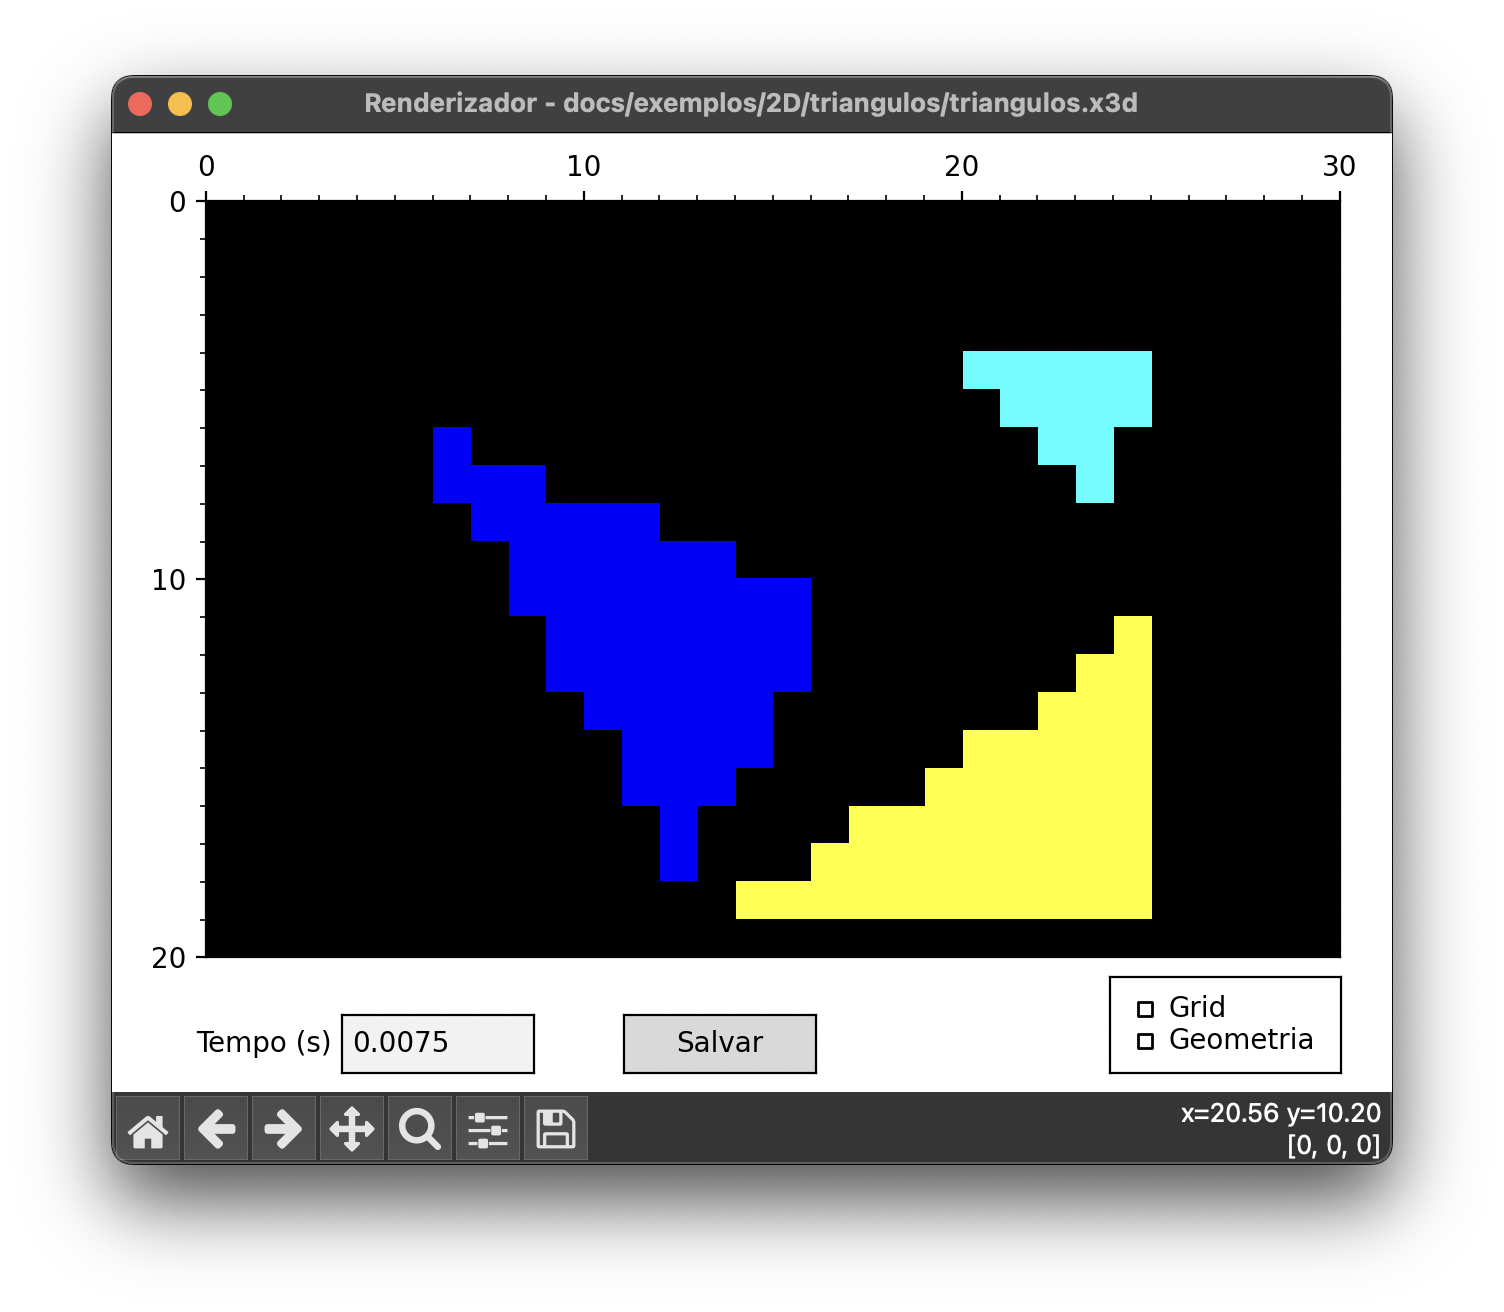 Renderizador - docs/exemplos/2D/triangulos/triangulos.x3d
0 10 20 30
0
10
20
Grid
Tempo (s) 0.0075 Salvar
Geometria
x=20.56 y=10.20
[0, 0, 0]